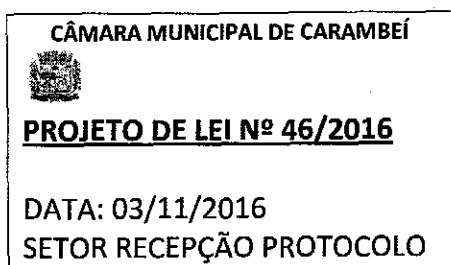 CÂMARA MUNICIPAL DE CARAMBEÍ
PROJETO DE LEI Nº 46/2016
DATA: 03/11/2016
SETOR RECEPÇÃO PROTOCOLO